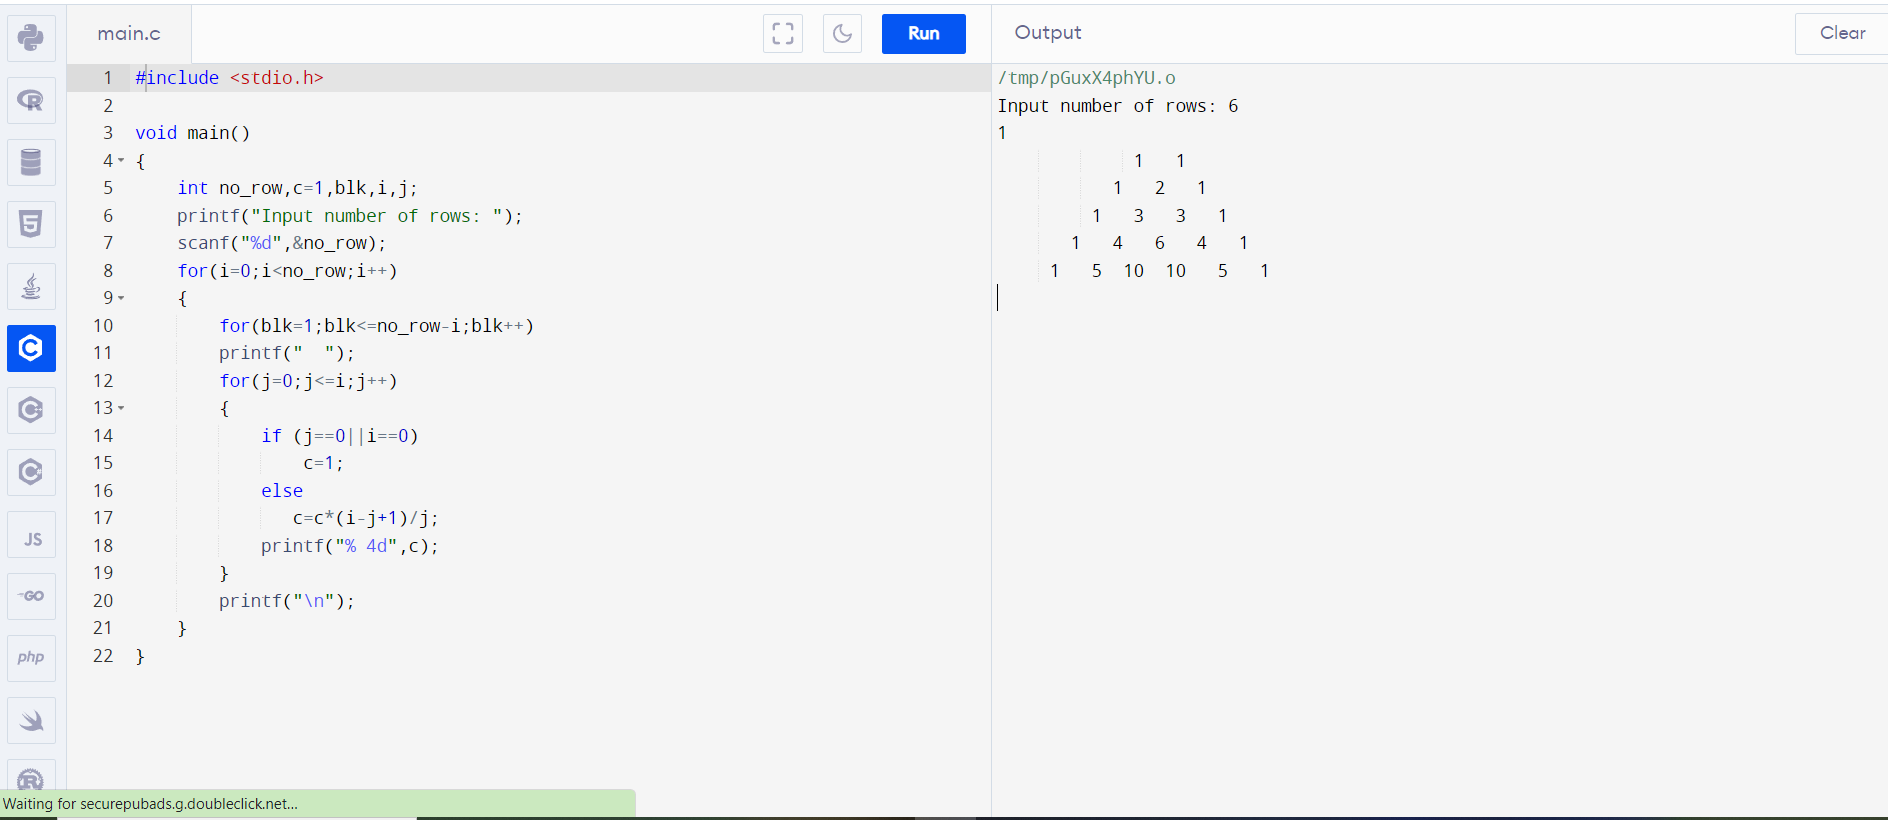 main.c
Run
Output
Clear
1 #include <stdio.h>
2
3 void main()
4 {
5     int no_row,c=1,blk,i,j;
6     printf("Input number of rows: ");
7     scanf("%d",&no_row);
8     for(i=0;i<no_row;i++)
9     {
10         for(blk=1;blk<=no_row-i;blk++)
11         printf("  ");
12         for(j=0;j<=i;j++)
13         {
14             if (j==0||i==0)
15                 c=1;
16             else
17                c=c*(i-j+1)/j;
18             printf("% 4d",c);
19         }
20         printf("\n");
21     }
22 }
/tmp/pGuxX4phYU.o
Input number of rows: 6
1
             1   1
           1   2   1
         1   3   3   1
       1   4   6   4   1
     1   5  10  10   5   1
R
5
C
C
C
JS
GO
php
R
Waiting for securepubads.g.doubleclick.net...